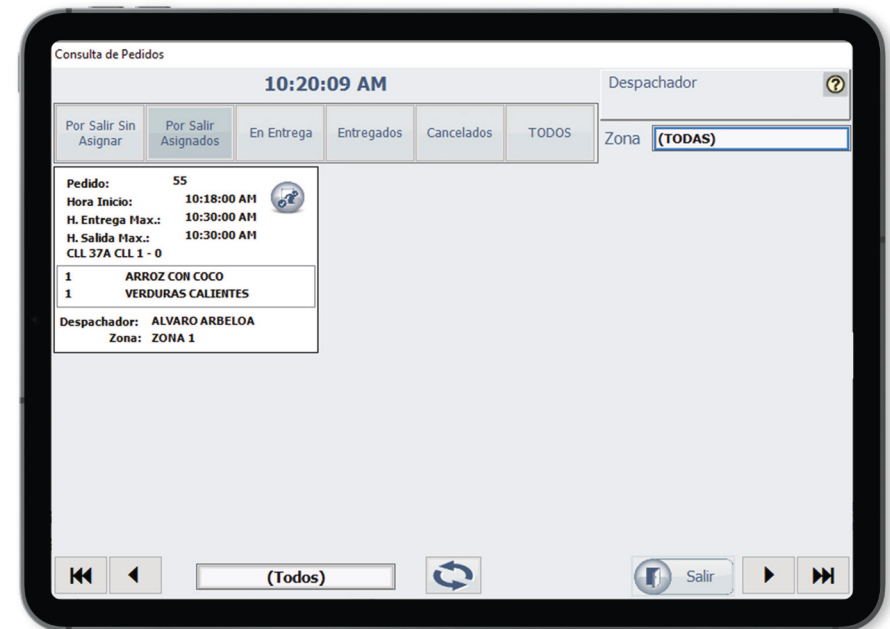 Consulta de Pedidos
10:20:09 AM
Despachador
?
Por Salir Sin
Asignar
Por Salir
Asignados
En Entrega
Entregados
Cancelados
TODOS
Zona (TODAS)
Pedido: 55
Hora Inicio: 10:18:00 AM
H. Entrega Max.: 10:30:00 AM
H. Salida Max.: 10:30:00 AM
CLL 37A CLL 1 - 0
1 ARROZ CON COCO
1 VERDURAS CALIENTES
Despachador: ALVARO ARBELOA
Zona: ZONA 1
(Todos)
Salir